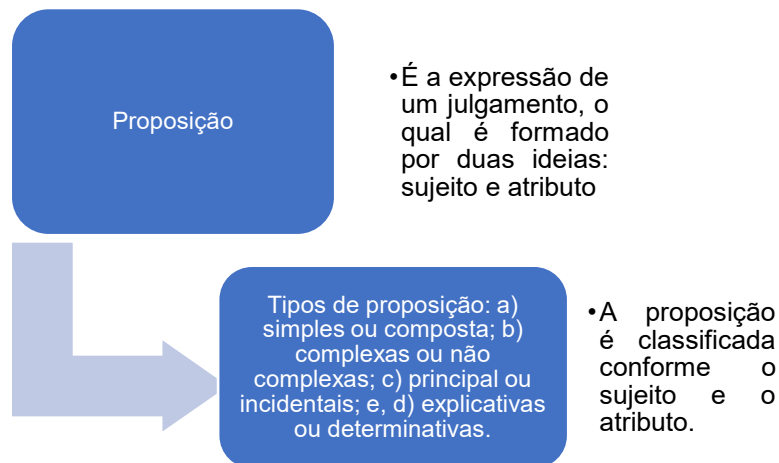 Proposição
•É a expressão de
um julgamento, o
qual é formado
por duas ideias:
sujeito e atributo
Tipos de proposição: a)
simples ou composta; b)
complexas ou não
complexas; c) principal ou
incidentais; e, d) explicativas
ou determinativas.
•A proposição
é classificada
conforme o
sujeito e o
atributo.